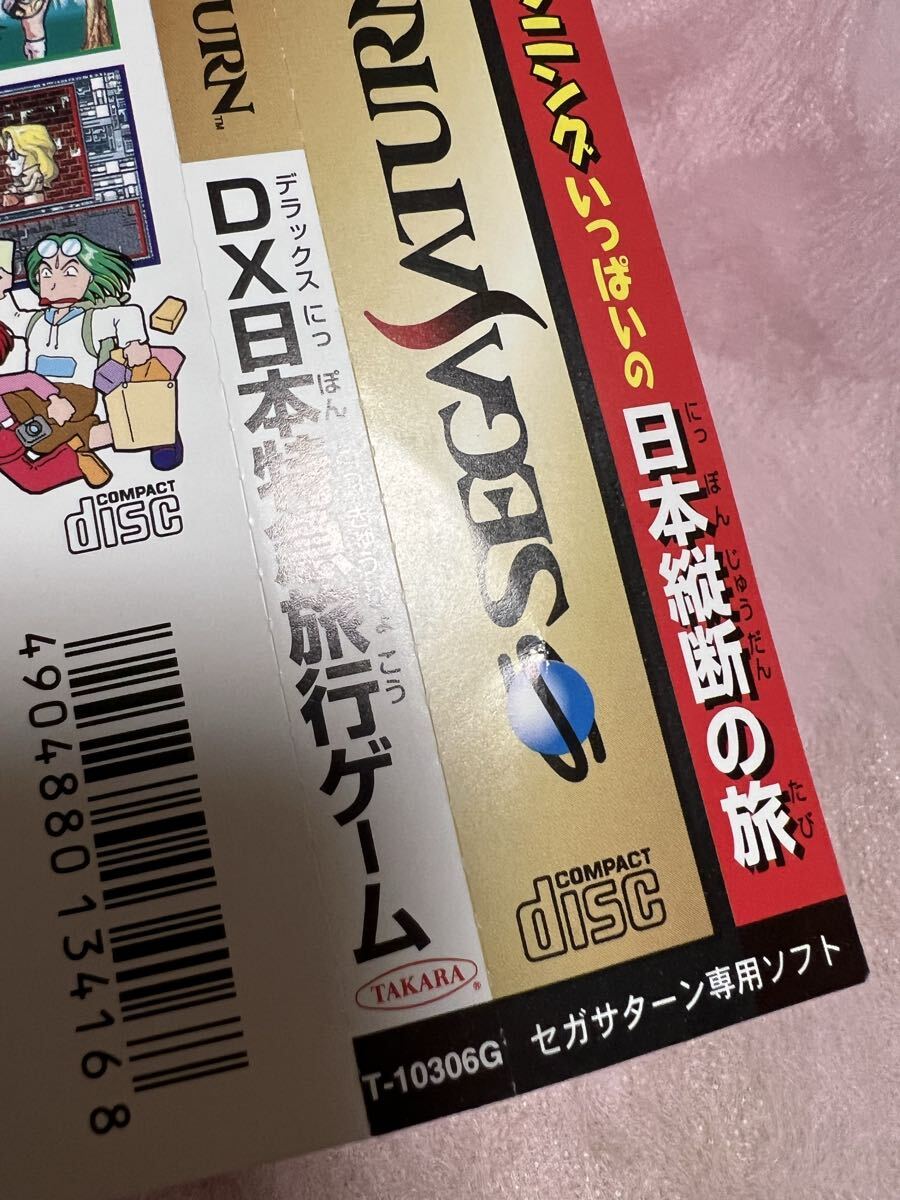 URN™
COMPACT
disc
4904880134168
デラックス にっ ぽん
DX日本特急旅行ゲーム
TAKARA®
T-10306G
SEGA SATURN
COMPACT
disc
ニングいっぱいの
にっ ぽん じゅうだん たび
日本縦断の旅
セガサターン専用ソフト